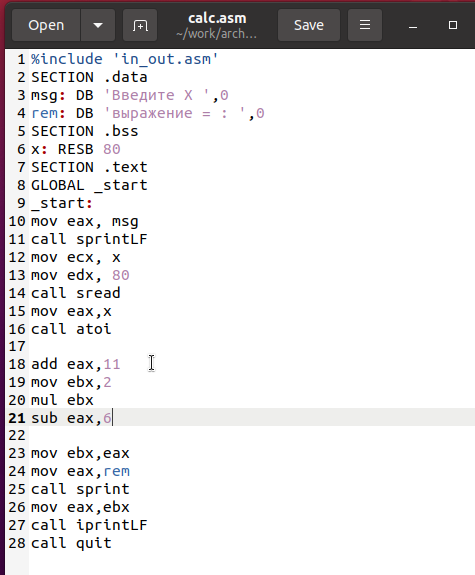 Open
calc.asm
~/work/arch…
Save
1 %include 'in_out.asm'
2 SECTION .data
3 msg: DB 'Введите X ',0
4 rem: DB 'выражение = : ',0
5 SECTION .bss
6 x: RESB 80
7 SECTION .text
8 GLOBAL _start
9 _start:
10 mov eax, msg
11 call sprintLF
12 mov ecx, x
13 mov edx, 80
14 call sread
15 mov eax,x
16 call atoi
17
18 add eax,11
19 mov ebx,2
20 mul ebx
21 sub eax,6
22
23 mov ebx,eax
24 mov eax,rem
25 call sprint
26 mov eax,ebx
27 call iprintLF
28 call quit